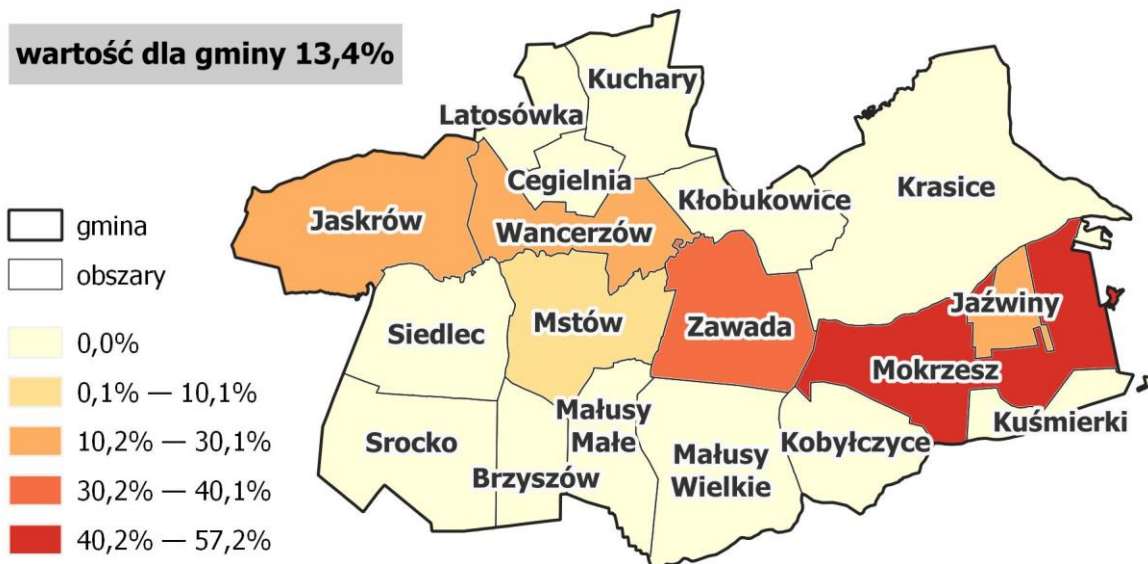 wartość dla gminy 13,4%
Kuchary
Latosówka
Cegielnia
Krasice
Kłobukowice
Jaskrów
Wancerzów
gmina
obszary
Jaźwiny
Siedlec
Mstów
Zawada
0,0%
Mokrzesz
0,1% — 10,1%
Małusy
Małe
Kuśmierki
10,2% — 30,1%
Srocko
Kobyłczyce
Brzyszów
Małusy
Wielkie
30,2% — 40,1%
40,2% — 57,2%